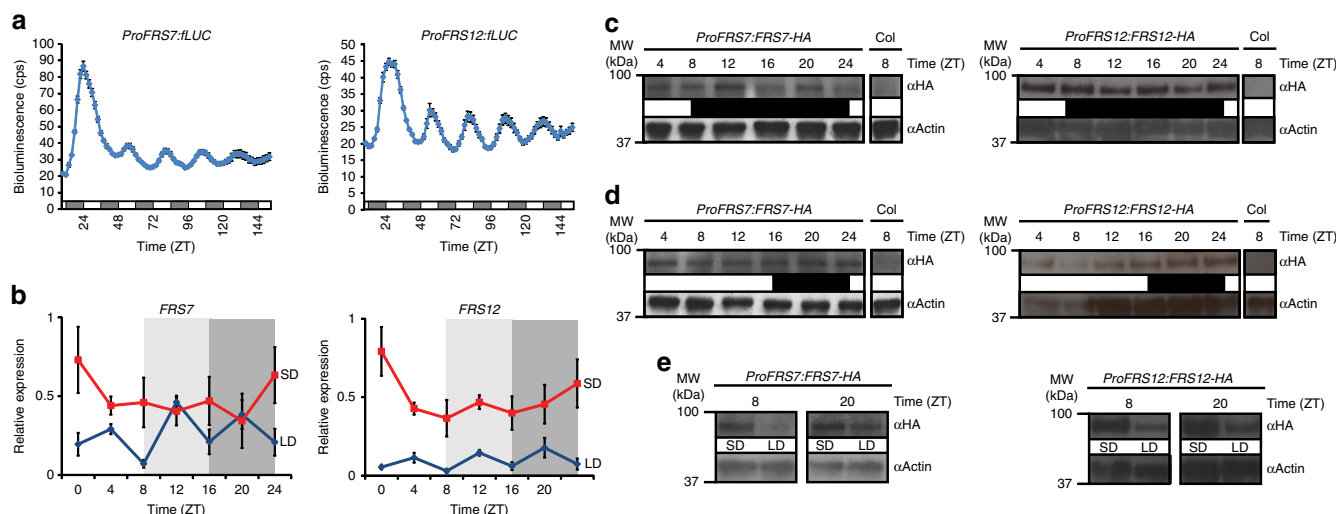 a
ProFRS7:fLUC
Bioluminescence (cps)
100
90
80
70
60
50
40
30
20
10
0
24
48
72
96
120
144
Time (ZT)
ProFRS12:fLUC
Bioluminescence (cps)
50
45
40
35
30
25
20
15
10
5
0
24
48
72
96
120
144
Time (ZT)
b
FRS7
Relative expression
1
0.5
0
SD
LD
0 4 8 12 16 20 24
Time (ZT)
FRS12
Relative expression
1
0.5
0
SD
LD
0 4 8 12 16 20
Time (ZT)
c
MW
(kDa)
ProFRS7:FRS7-HA
Col
4 8 12 16 20 24
8
Time (ZT)
100
αHA
αActin
37
MW
(kDa)
ProFRS12:FRS12-HA
Col
4 8 12 16 20 24
8
Time (ZT)
100
αHA
αActin
37
d
MW
(kDa)
ProFRS7:FRS7-HA
Col
4 8 12 16 20 24
8
Time (ZT)
100
αHA
αActin
37
MW
(kDa)
ProFRS12:FRS12-HA
Col
4 8 12 16 20 24
8
Time (ZT)
100
αHA
αActin
37
e
MW
(kDa)
ProFRS7:FRS7-HA
8
20
Time (ZT)
100
αHA
SD LD
SD LD
αActin
37
MW
(kDa)
ProFRS12:FRS12-HA
8
20
Time (ZT)
100
αHA
SD LD
SD LD
αActin
37